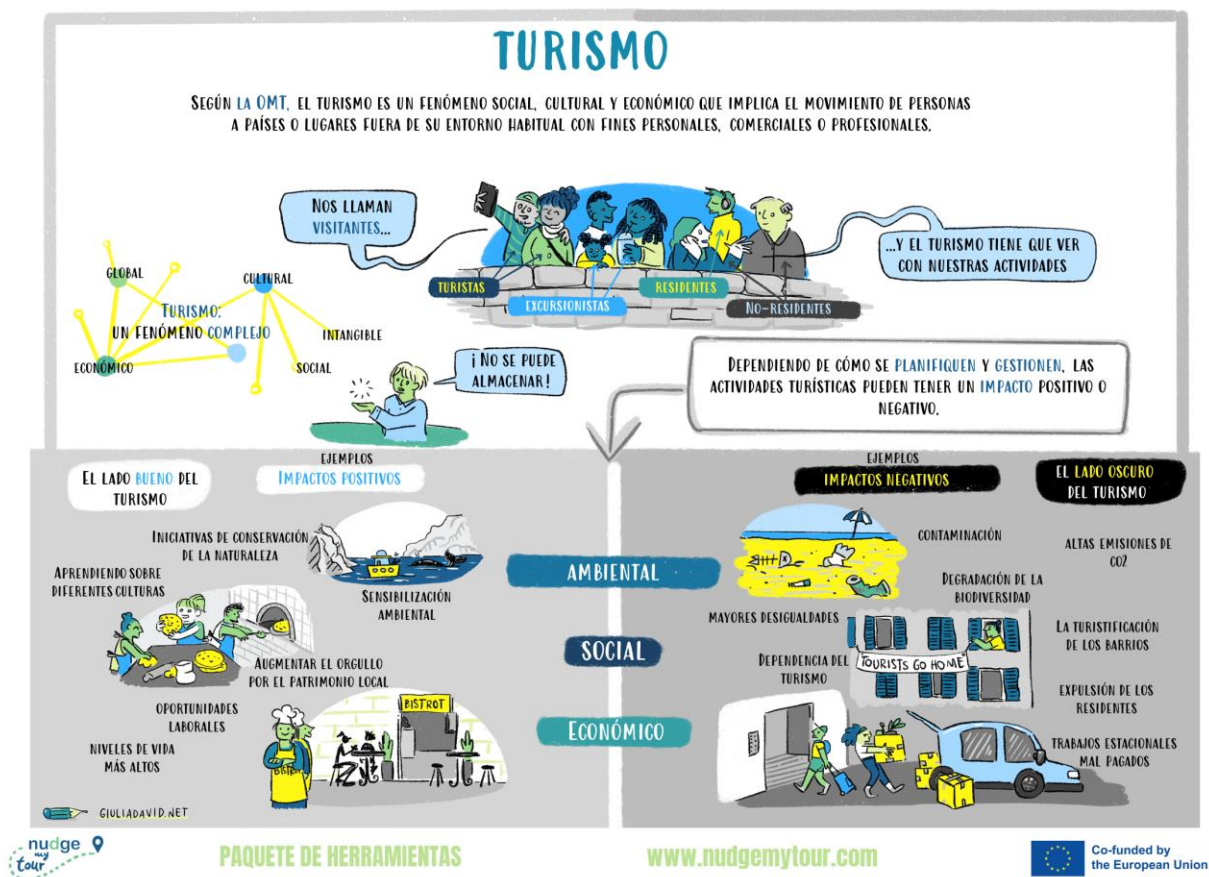 TURISMO
SEGÚN LA OMT, EL TURISMO ES UN FENÓMENO SOCIAL, CULTURAL Y ECONÓMICO QUE IMPLICA EL MOVIMIENTO DE PERSONAS
A PAÍSES O LUGARES FUERA DE SU ENTORNO HABITUAL CON FINES PERSONALES, COMERCIALES O PROFESIONALES.
NOS LLAMAN
VISITANTES...
...Y EL TURISMO TIENE QUE VER
CON NUESTRAS ACTIVIDADES
TURISTAS
EXCURSIONISTAS
RESIDENTES
NO-RESIDENTES
GLOBAL
CULTURAL
TURISMO:
UN FENÓMENO COMPLEJO
INTANGIBLE
ECONÓMICO
SOCIAL
¡NO SE PUEDE
ALMACENAR!
DEPENDIENDO DE CÓMO SE PLANIFIQUEN Y GESTIONEN, LAS
ACTIVIDADES TURÍSTICAS PUEDEN TENER UN IMPACTO POSITIVO O
NEGATIVO.
EL LADO BUENO DEL
TURISMO
EJEMPLOS
IMPACTOS POSITIVOS
INICIATIVAS DE CONSERVACIÓN
DE LA NATURALEZA
SENSIBILIZACIÓN
AMBIENTAL
APRENDIENDO SOBRE
DIFERENTES CULTURAS
AUGMENTAR EL ORGULLO
POR EL PATRIMONIO LOCAL
OPORTUNIDADES
LABORALES
NIVELES DE VIDA
MÁS ALTOS
BISTROT
BISTROT
AMBIENTAL
SOCIAL
ECONÓMICO
EJEMPLOS
IMPACTOS NEGATIVOS
EL LADO OSCURO
DEL TURISMO
CONTAMINACIÓN
ALTAS EMISIONES DE
CO2
DEGRADACIÓN DE LA
BIODIVERSIDAD
MAYORES DESIGUALDADES
LA TURISTIFICACIÓN
DE LOS BARRIOS
DEPENDENCIA DEL
TURISMO
"TOURISTS GO HOME"
EXPULSIÓN DE LOS
RESIDENTES
TRABAJOS ESTACIONALES
MAL PAGADOS
GIULIADAVID.NET
nudge
my
tour
PAQUETE DE HERRAMIENTAS
www.nudgemytour.com
Co-funded by
the European Union